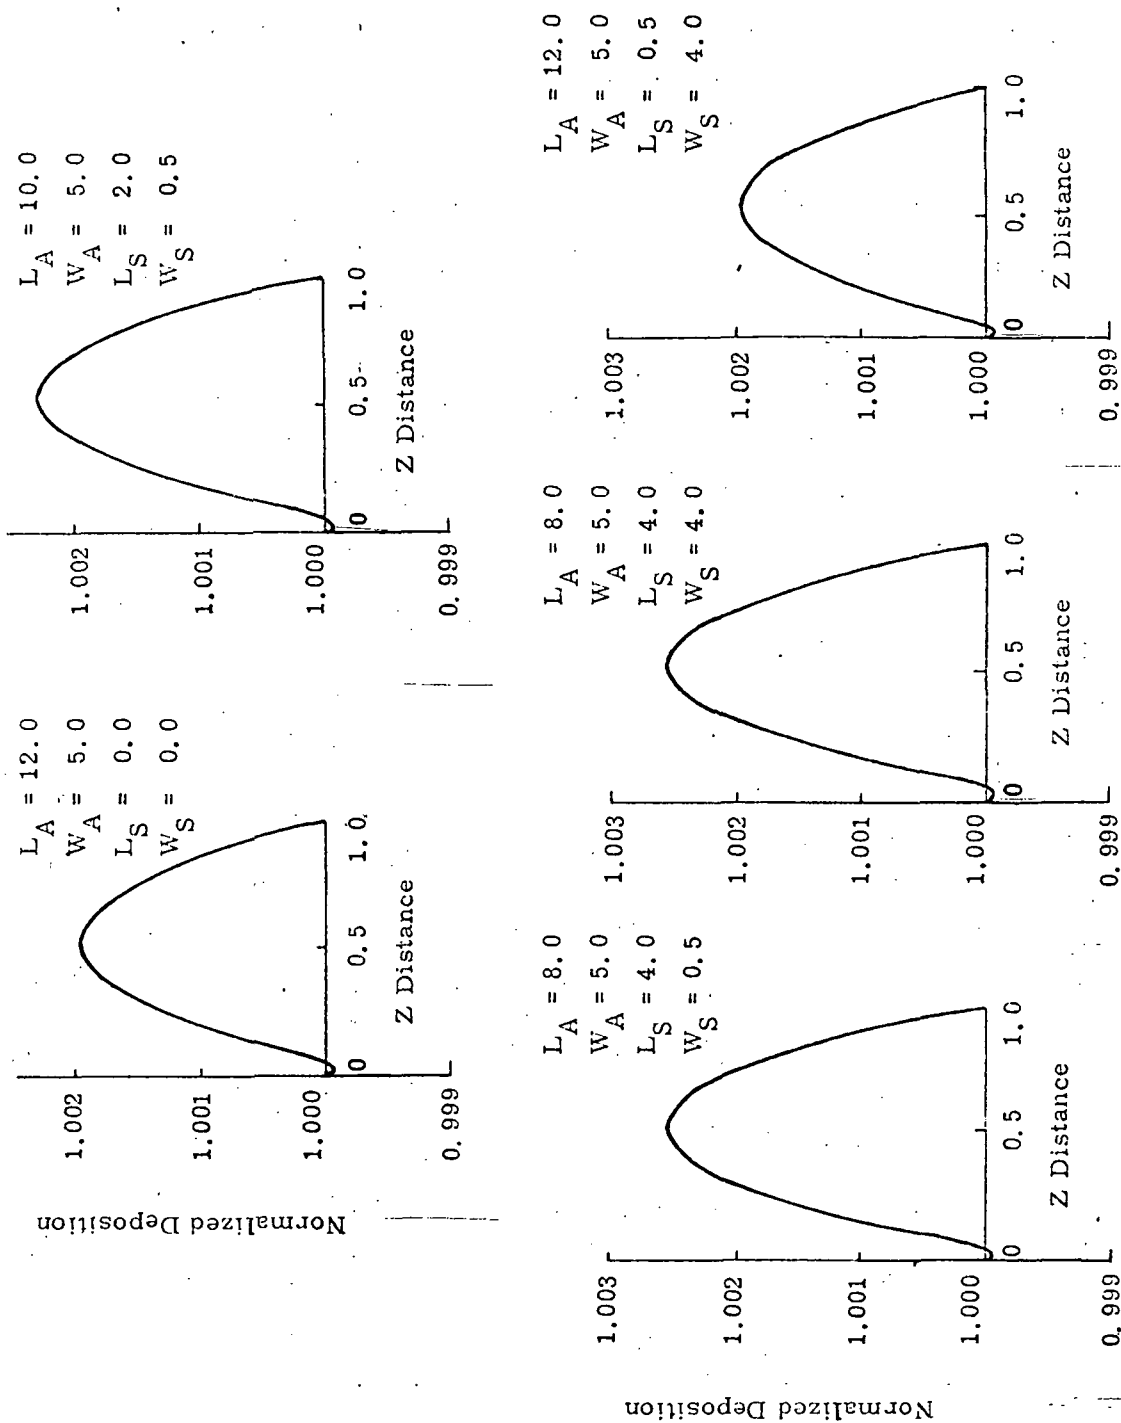 Normalized Deposition
1.002
1.001
1.000
0.999
0
0.5
1.0
Z Distance
L_A = 12.0
W_A = 5.0
L_S = 0.0
W_S = 0.0
1.002
1.001
1.000
0.999
0
0.5
1.0
Z Distance
L_A = 10.0
W_A = 5.0
L_S = 2.0
W_S = 0.5
Normalized Deposition
1.003
1.002
1.001
1.000
0.999
0
0.5
1.0
Z Distance
L_A = 8.0
W_A = 5.0
L_S = 4.0
W_S = 0.5
1.003
1.002
1.001
1.000
0.999
0
0.5
1.0
Z Distance
L_A = 8.0
W_A = 5.0
L_S = 4.0
W_S = 4.0
1.003
1.002
1.001
1.000
0.999
0
0.5
1.0
Z Distance
L_A = 12.0
W_A = 5.0
L_S = 0.5
W_S = 4.0